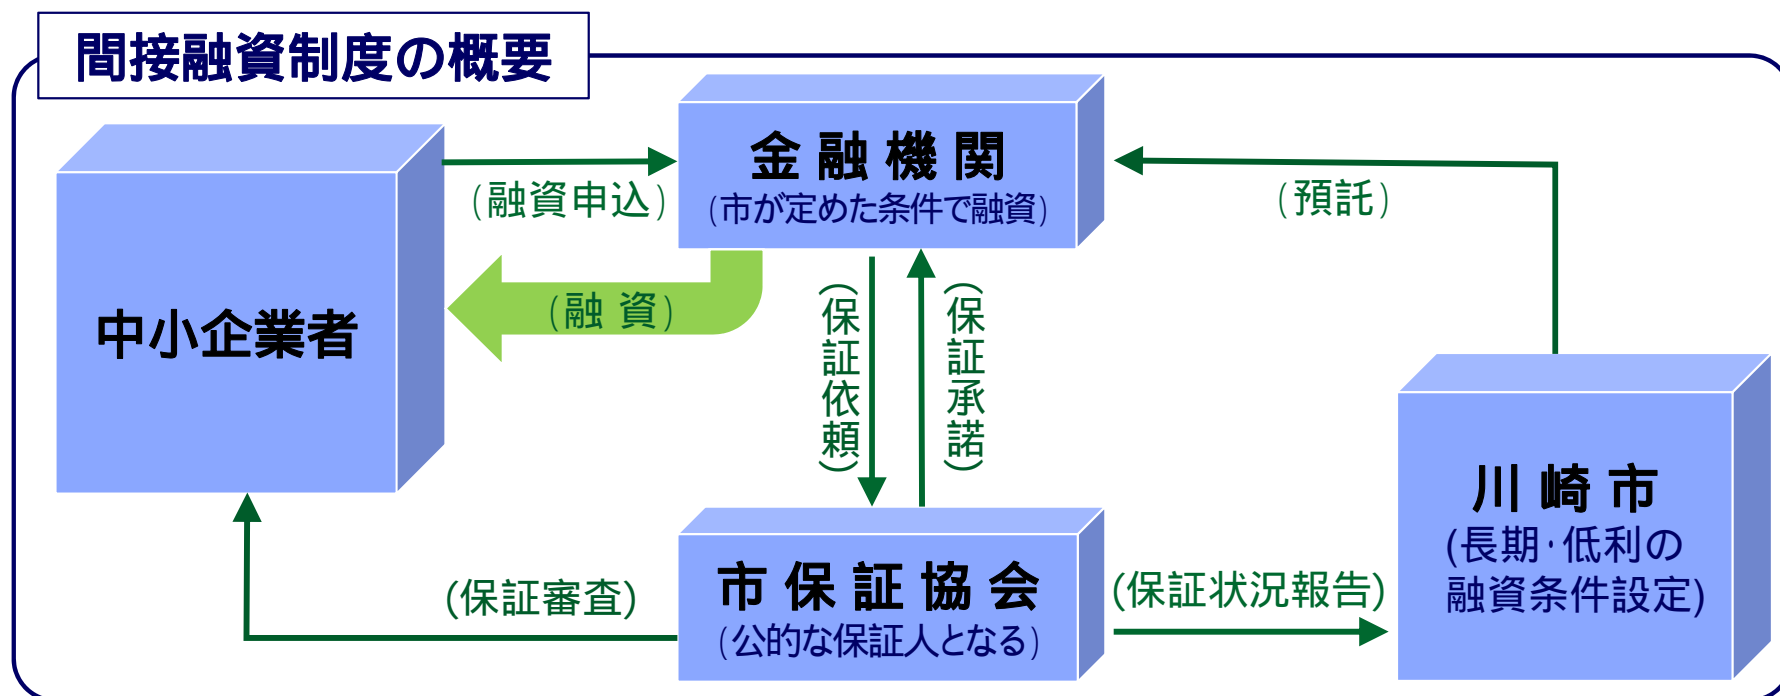 間接融資制度の概要
金融機関
(市が定めた条件で融資)
(融資申込)
(預託)
(融 資)
中小企業者
(保証依頼)
(保証承諾)
川崎市
(長期・低利の
融資条件設定)
市保証協会
(公的な保証人となる)
(保証審査)
(保証状況報告)